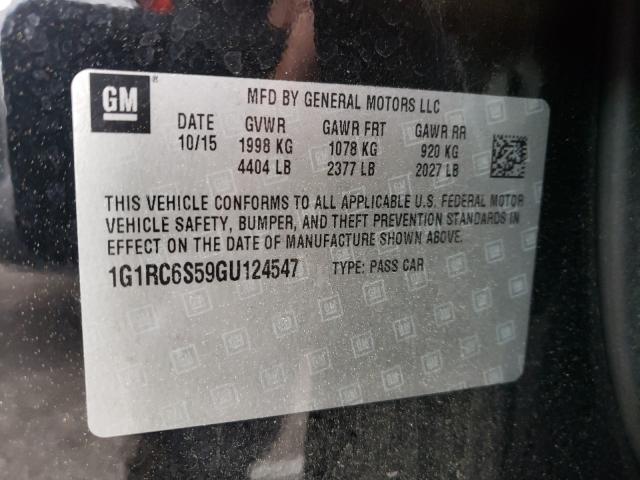 GM ® MFD BY GENERAL MOTORS LLC
DATE GVWR GAWR FRT GAWR RR
10/15 1998 KG 1078 KG 920 KG
4404 LB 2377 LB 2027 LB
THIS VEHICLE CONFORMS TO ALL APPLICABLE U.S. FEDERAL MOTOR
VEHICLE SAFETY, BUMPER, AND THEFT PREVENTION STANDARDS IN
EFFECT ON THE DATE OF MANUFACTURE SHOWN ABOVE.
1G1RC6S59GU124547 TYPE: PASS CAR